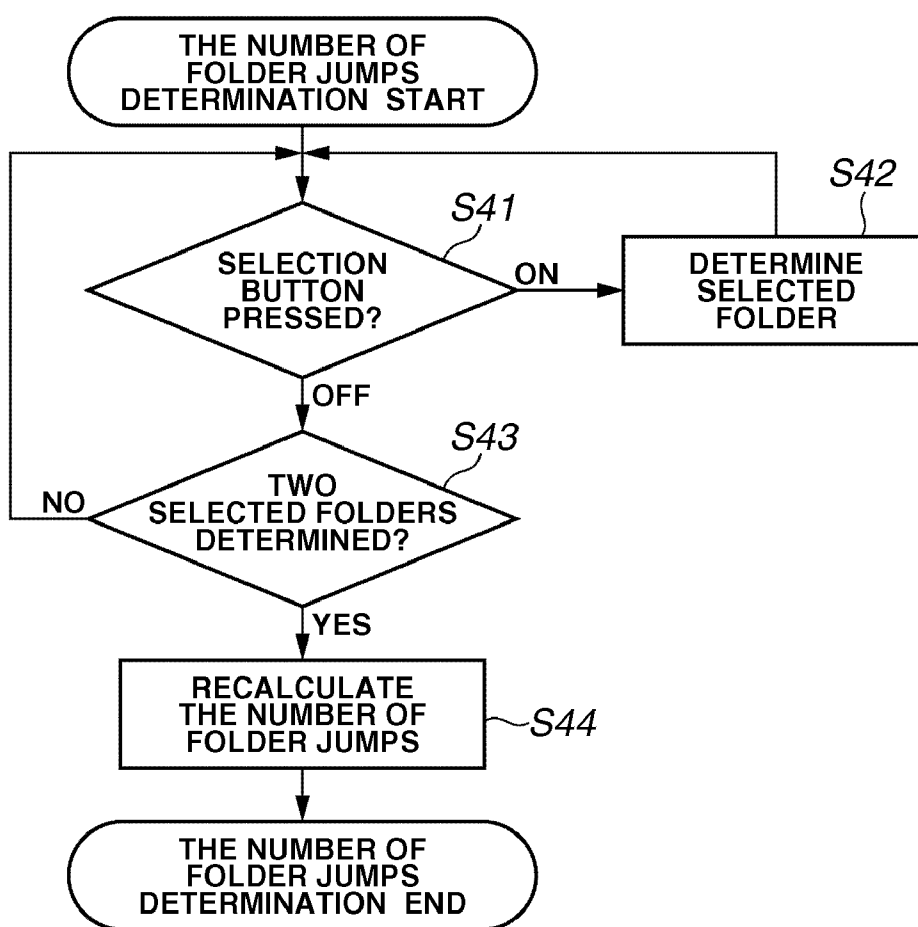 THE NUMBER OF
FOLDER JUMPS
DETERMINATION START
S41
S42
SELECTION
BUTTON
PRESSED?
ON
DETERMINE
SELECTED
FOLDER
OFF
S43
NO
TWO
SELECTED FOLDERS
DETERMINED?
YES
RECALCULATE
THE NUMBER OF
FOLDER JUMPS
S44
THE NUMBER OF
FOLDER JUMPS
DETERMINATION END